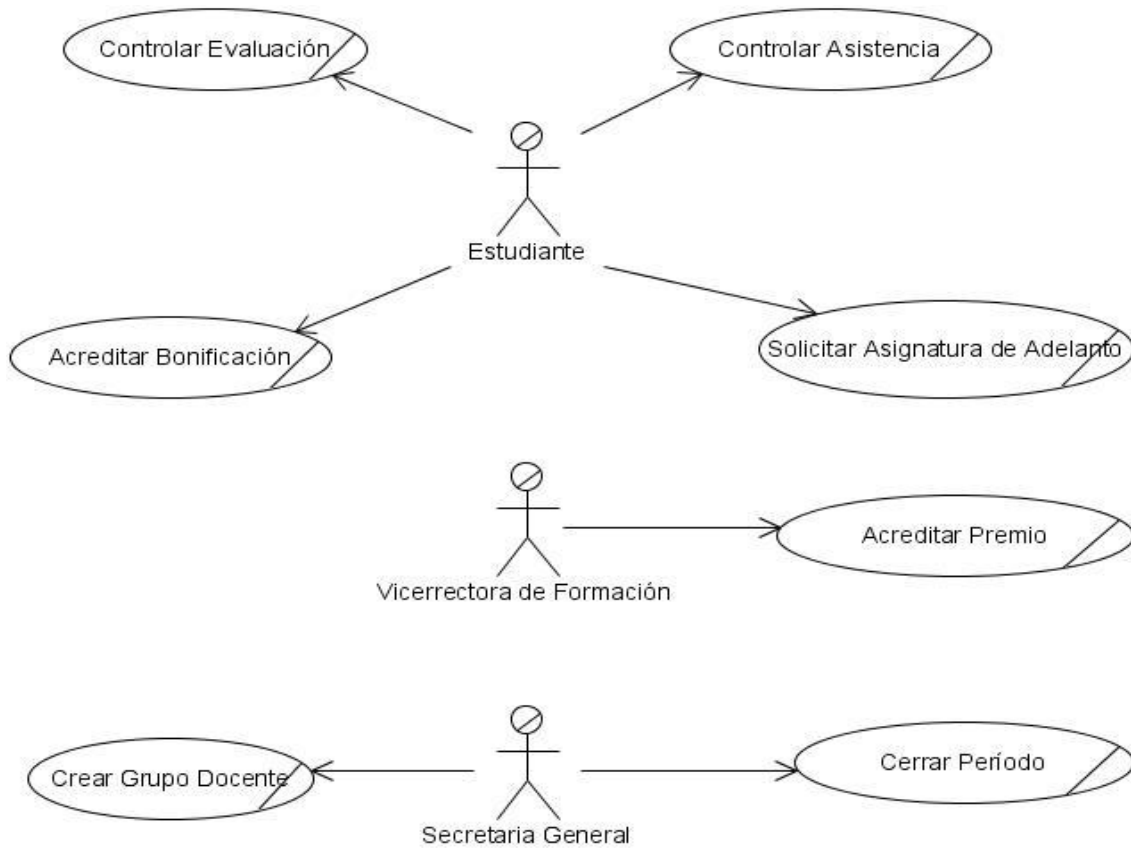 Controlar Evaluación
Controlar Asistencia
Estudiante
Acreditar Bonificación
Solicitar Asignatura de Adelanto
Acreditar Premio
Vicerrectora de Formación
Crear Grupo Docente
Cerrar Período
Secretaria General